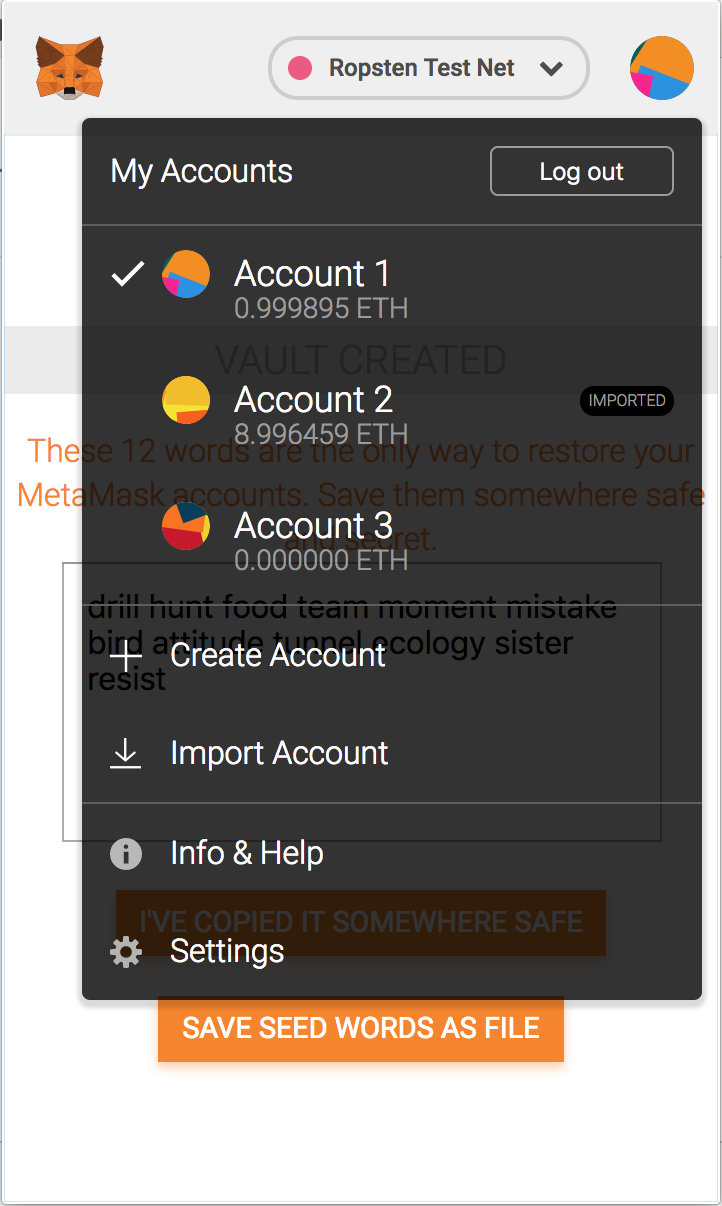 Ropsten Test Net
My Accounts
Log out
Account 1
0.999895 ETH
VAULT CREATED
Account 2
IMPORTED
8.996459 ETH
These 12 words are the only way to restore your
MetaMask accounts. Save them somewhere safe
Account 3
and secret.
0.000000 ETH
drill hunt food team moment mistake
bird attitude tunnel ecology sister
Create Account
resist
Import Account
Info & Help
I'VE COPIED IT SOMEWHERE SAFE
Settings
SAVE SEED WORDS AS FILE